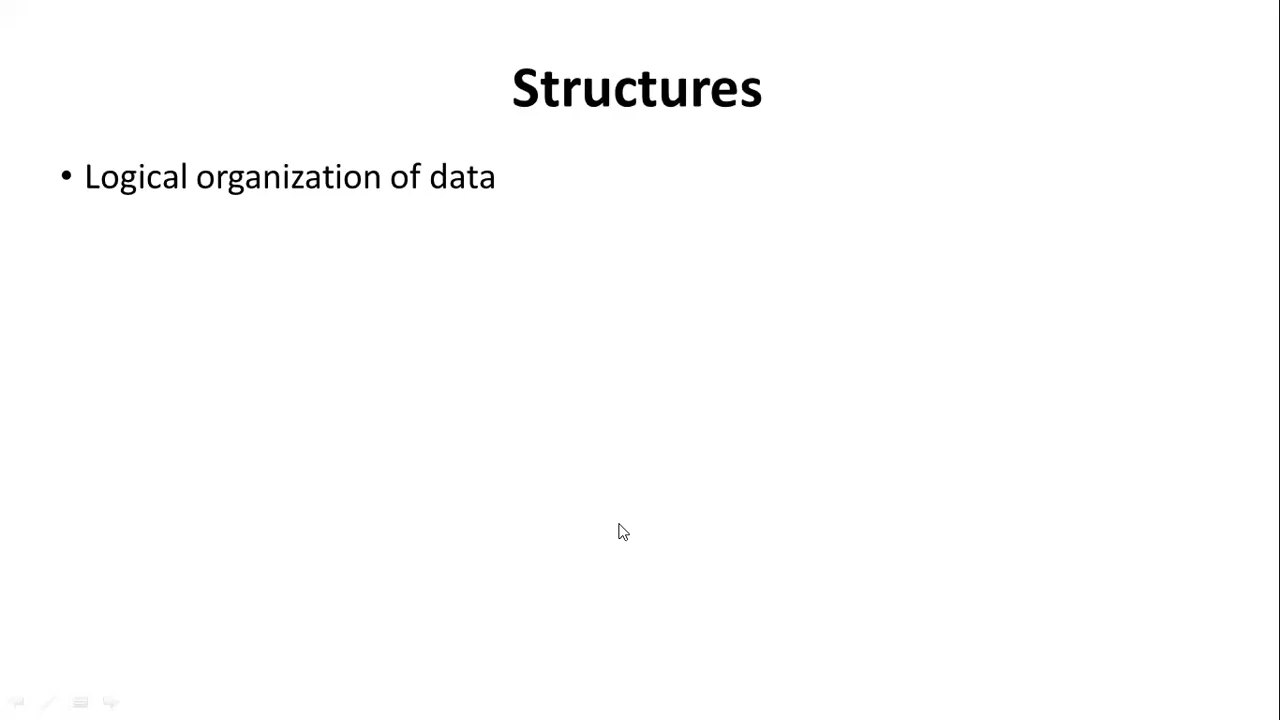 Structures
• Logical organization of data